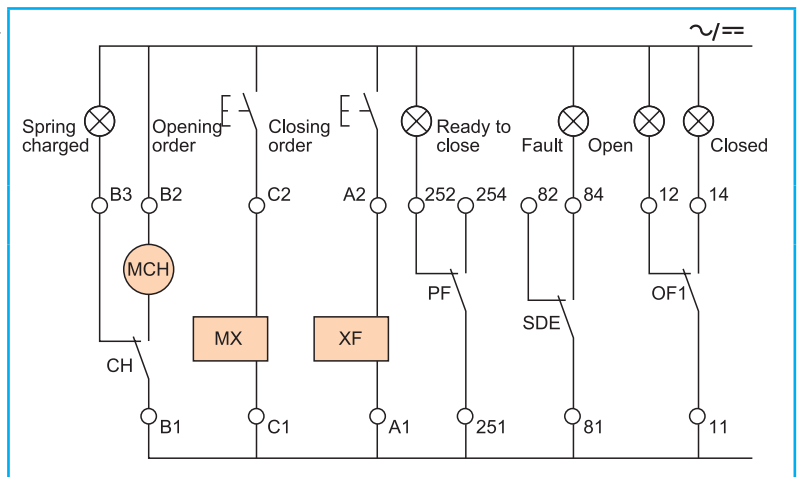 ∼/==
Spring
charged
Opening
order
Closing
order
Ready to
close
Fault
Open
Closed
B3
B2
C2
A2
252
254
82
84
12
14
MCH
PF
SDE
OF1
MX
XF
CH
B1
C1
A1
251
81
11